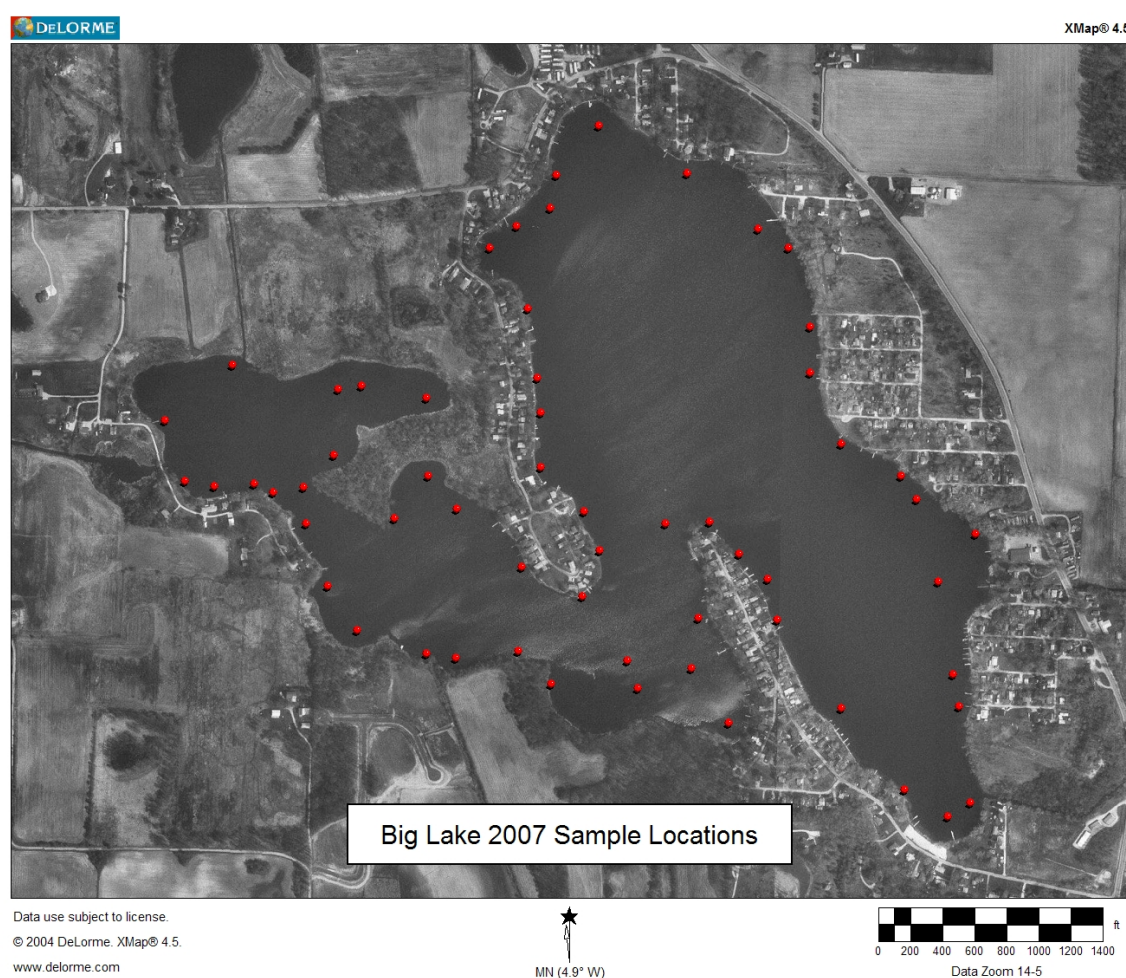 DELORME
XMap® 4.5
Big Lake 2007 Sample Locations
Data use subject to license.
© 2004 DeLorme. XMap® 4.5.
www.delorme.com
MN (4.9° W)
ft
0 200 400 600 800 1000 1200 1400
Data Zoom 14-5